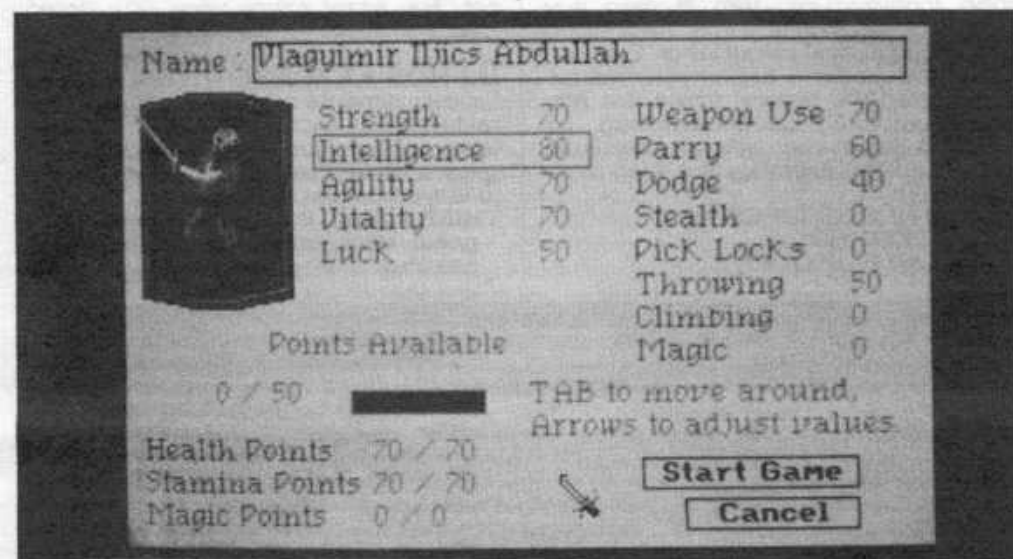 Name : Vlagyimir Iljics Abdullah
Strength 70
Intelligence 80
Agility 70
Vitality 70
Luck 50
Weapon Use 70
Parry 60
Dodge 40
Stealth 0
Pick Locks 0
Throwing 50
Climbing 0
Magic 0
Points Available
0 / 50
TAB to move around,
Arrows to adjust values.
Health Points 70 / 70
Stamina Points 70 / 70
Magic Points 0 / 0
Start Game
Cancel